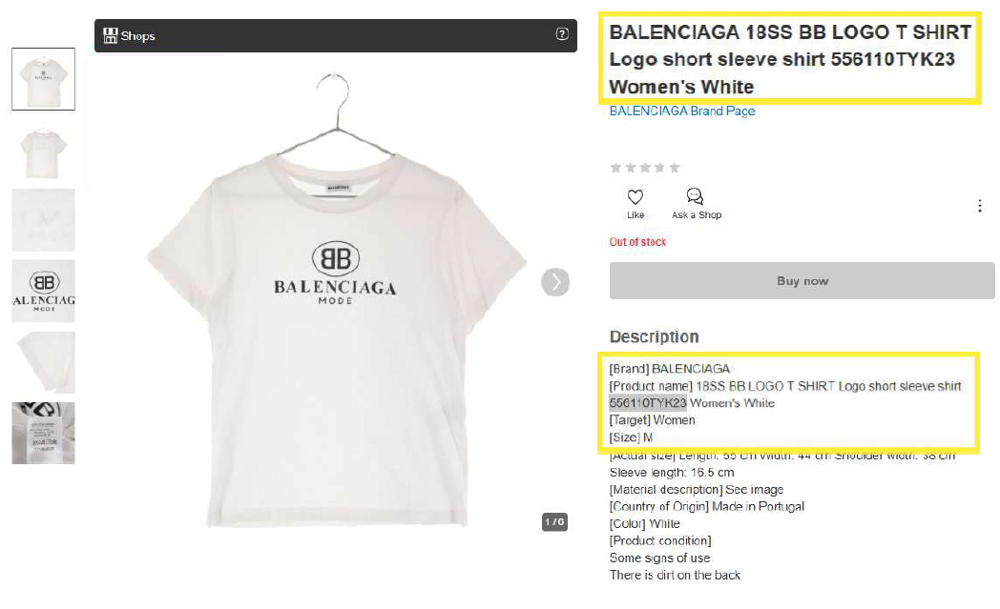 Shops
?
BB
BALENCIAGA
MODE
BB
ALENCIAG
MODE
1 / 6
BALENCIAGA 18SS BB LOGO T SHIRT
Logo short sleeve shirt 556110TYK23
Women's White
BALENCIAGA Brand Page
Like
Ask a Shop
Out of stock
Buy now
Description
[Brand] BALENCIAGA
[Product name] 18SS BB LOGO T SHIRT Logo short sleeve shirt
556110TYK23 Women's White
[Target] Women
[Size] M
[Actual size] Length: 55 cm Width: 44 cm Shoulder width: 38 cm
Sleeve length: 16.5 cm
[Material description] See image
[Country of Origin] Made in Portugal
[Color] White
[Product condition]
Some signs of use
There is dirt on the back